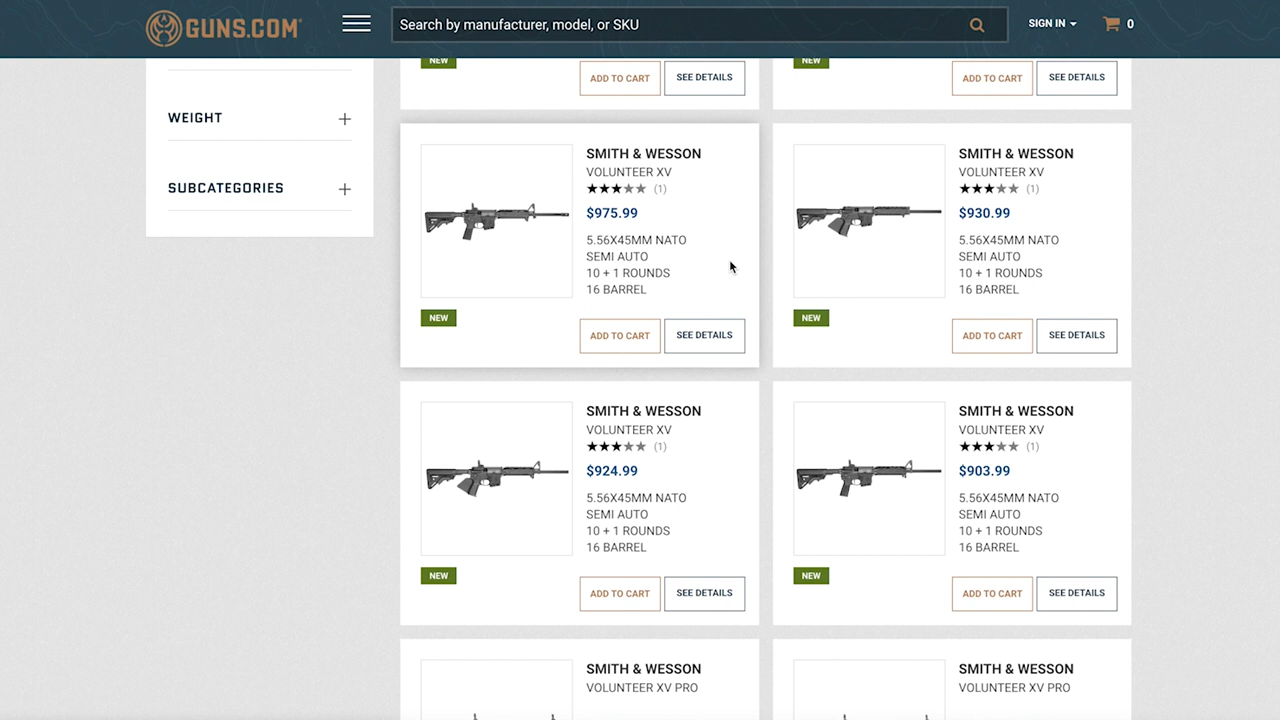 GUNS.COM
Search by manufacturer, model, or SKU
SIGN IN
0
NEW
ADD TO CART
SEE DETAILS
NEW
ADD TO CART
SEE DETAILS
WEIGHT
SUBCATEGORIES
SMITH & WESSON
VOLUNTEER XV
(1)
$975.99
5.56X45MM NATO
SEMI AUTO
10 + 1 ROUNDS
16 BARREL
NEW
ADD TO CART
SEE DETAILS
SMITH & WESSON
VOLUNTEER XV
(1)
$930.99
5.56X45MM NATO
SEMI AUTO
10 + 1 ROUNDS
16 BARREL
NEW
ADD TO CART
SEE DETAILS
SMITH & WESSON
VOLUNTEER XV
(1)
$924.99
5.56X45MM NATO
SEMI AUTO
10 + 1 ROUNDS
16 BARREL
NEW
ADD TO CART
SEE DETAILS
SMITH & WESSON
VOLUNTEER XV
(1)
$903.99
5.56X45MM NATO
SEMI AUTO
10 + 1 ROUNDS
16 BARREL
NEW
ADD TO CART
SEE DETAILS
SMITH & WESSON
VOLUNTEER XV PRO
SMITH & WESSON
VOLUNTEER XV PRO